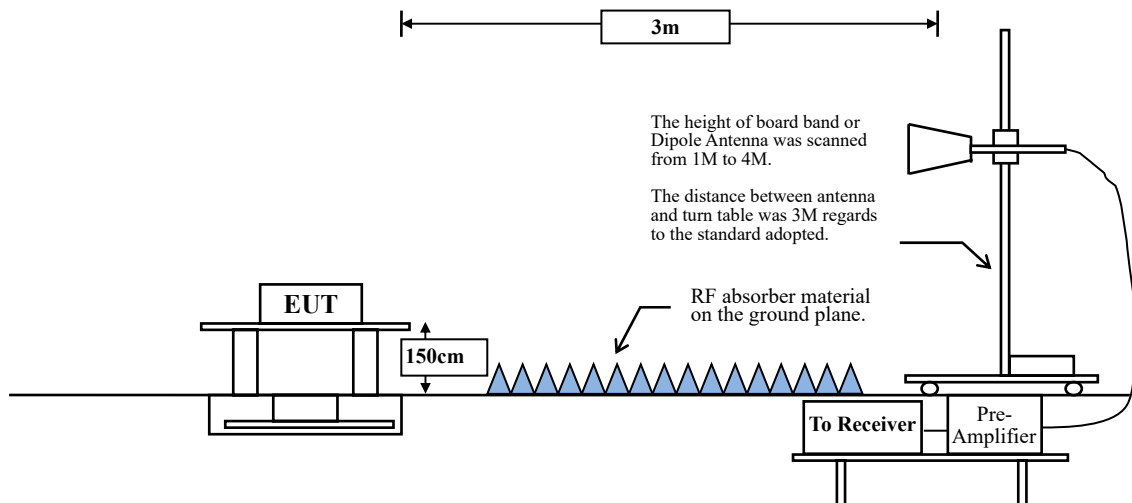 3m
The height of board band or
Dipole Antenna was scanned
from 1M to 4M.
The distance between antenna
and turn table was 3M regards
to the standard adopted.
EUT
RF absorber material
on the ground plane.
150cm
To Receiver
Pre-
Amplifier